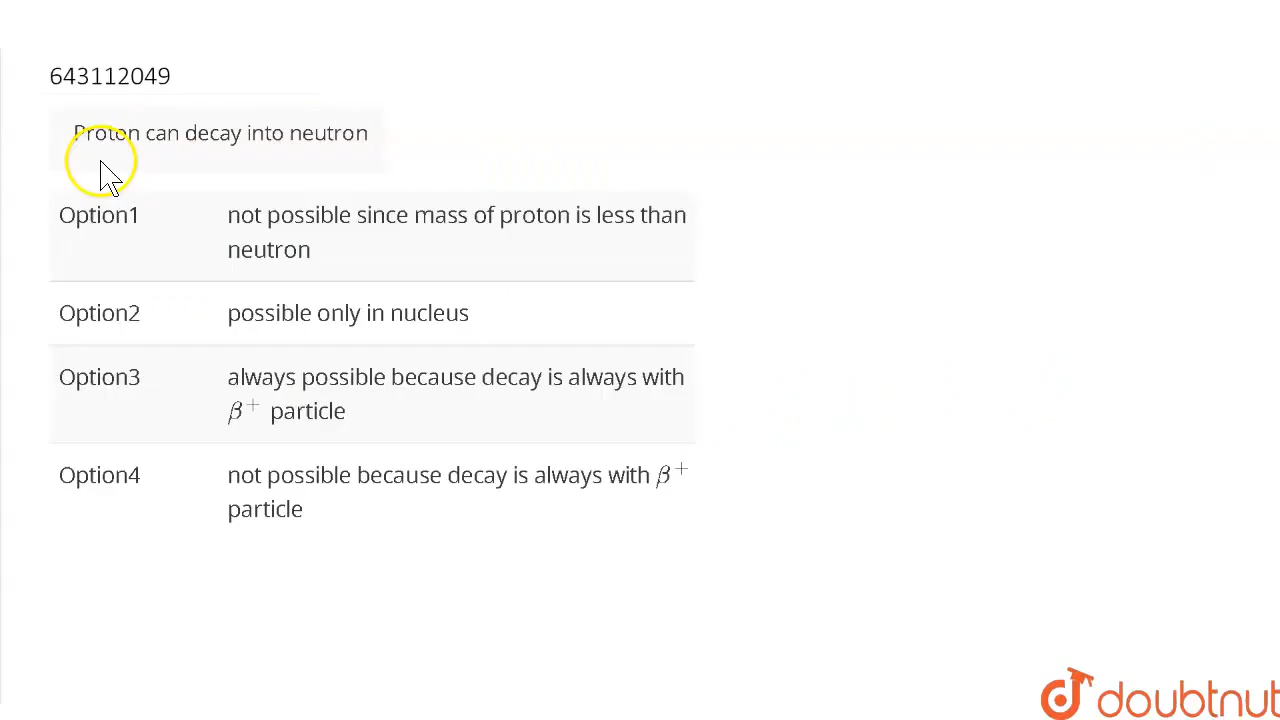 643112049
Proton can decay into neutron
Option1 not possible since mass of proton is less than
neutron
Option2 possible only in nucleus
Option3 always possible because decay is always with
β⁺ particle
Option4 not possible because decay is always with β⁺
particle
doubtnut